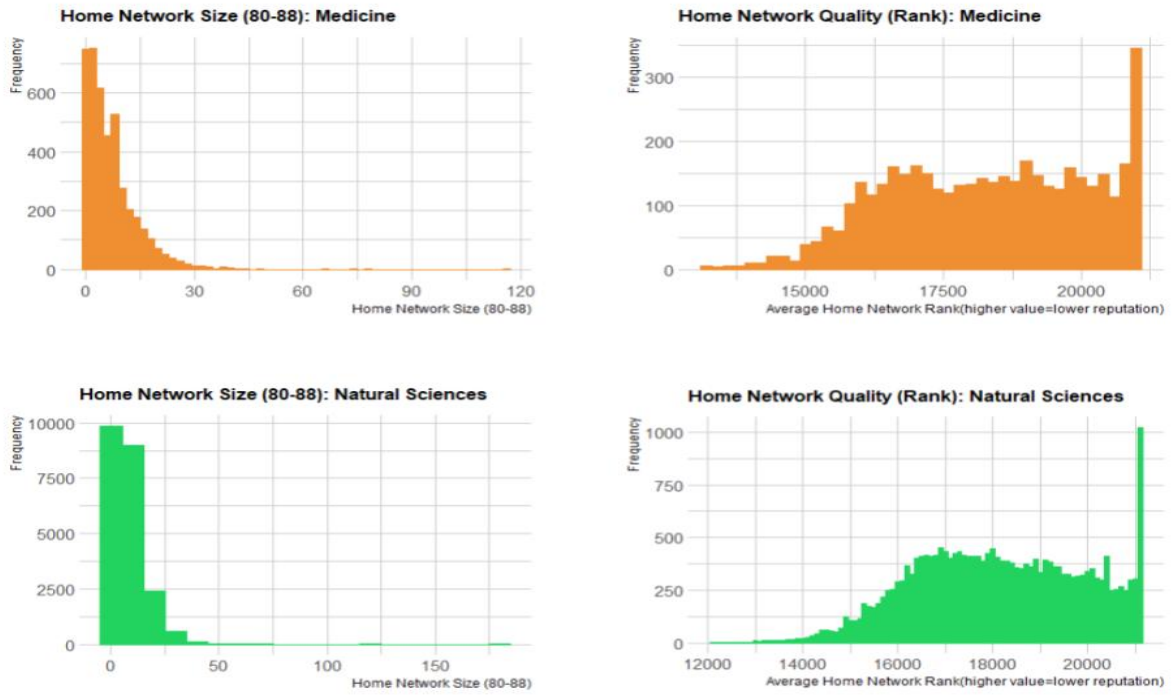 Home Network Size (80-88): Medicine
Frequency
600
400
200
0
0 30 60 90 120
Home Network Size (80-88)
Home Network Quality (Rank): Medicine
Frequency
300
200
100
0
15000 17500 20000
Average Home Network Rank(higher value=lower reputation)
Home Network Size (80-88): Natural Sciences
Frequency
10000
7500
5000
2500
0
0 50 100 150
Home Network Size (80-88)
Home Network Quality (Rank): Natural Sciences
Frequency
1000
750
500
250
0
12000 14000 16000 18000 20000
Average Home Network Rank(higher value=lower reputation)